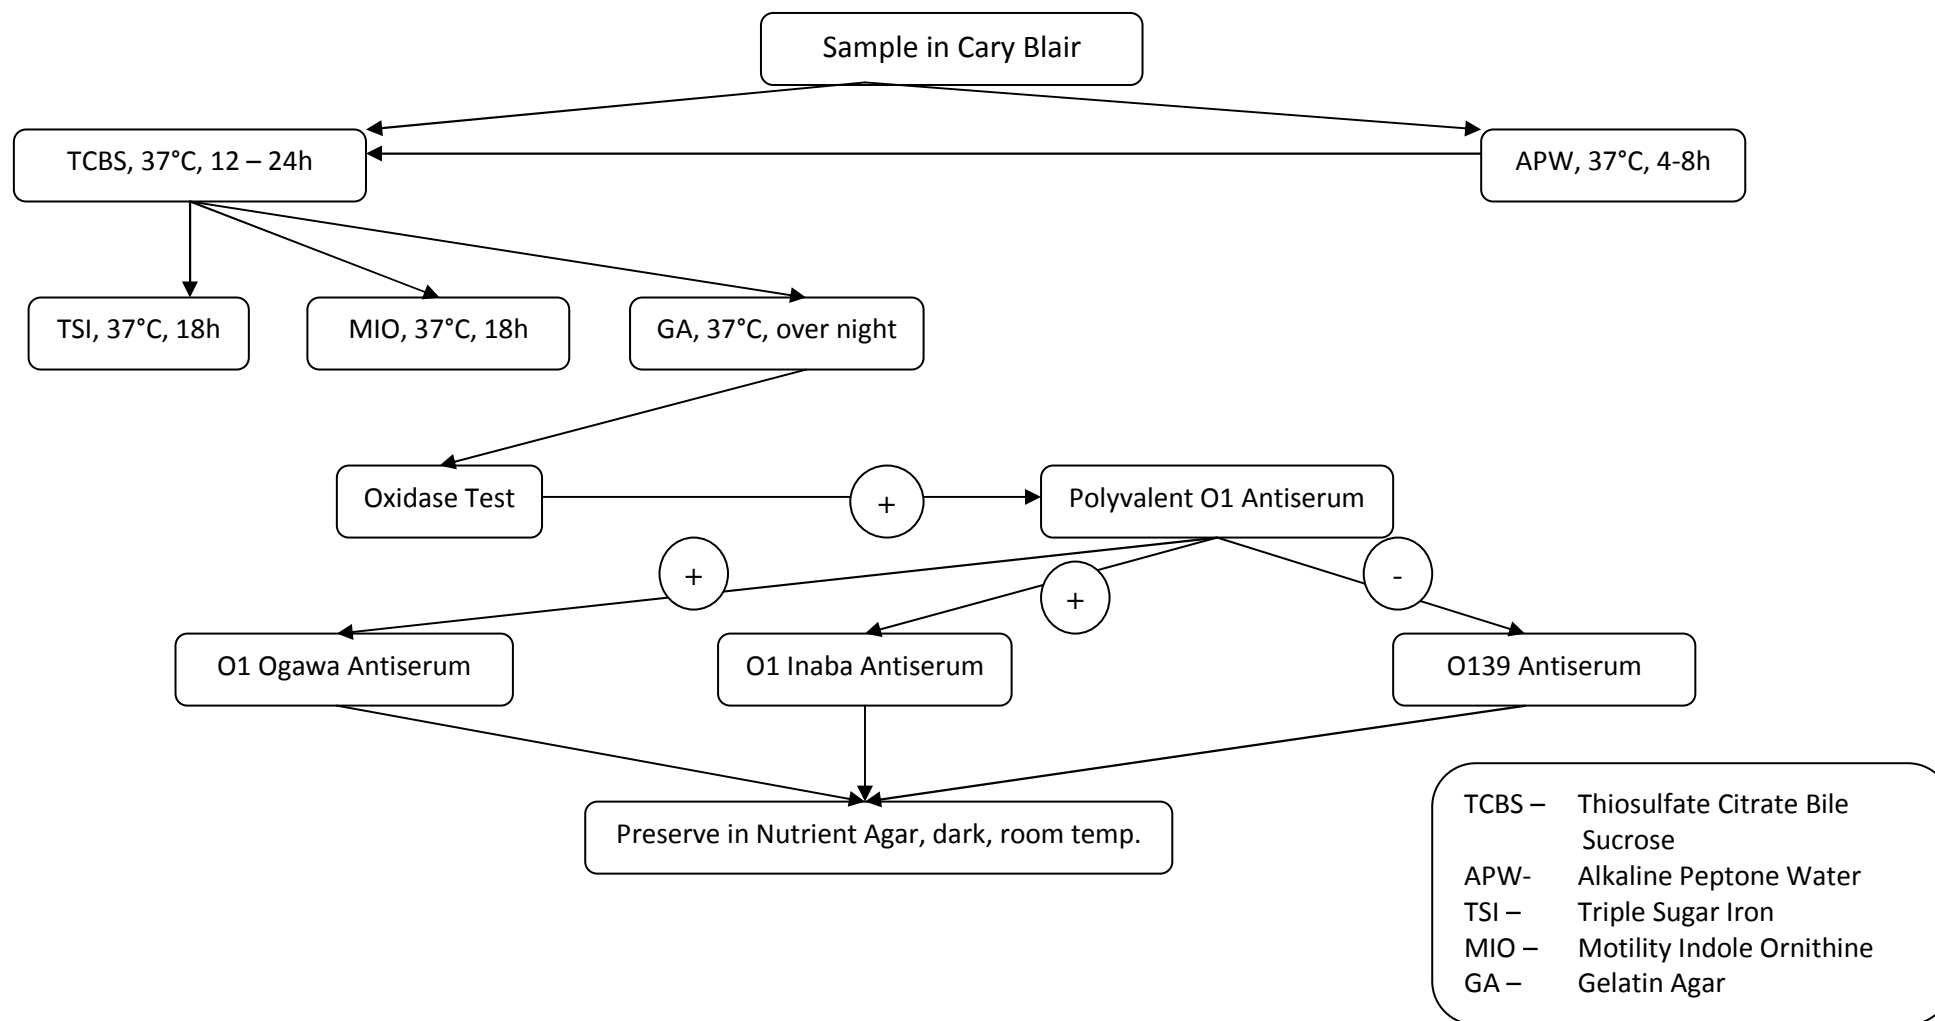 Sample in Cary Blair
TCBS, 37°C, 12 – 24h
APW, 37°C, 4-8h
TSI, 37°C, 18h
MIO, 37°C, 18h
GA, 37°C, over night
Oxidase Test
+
Polyvalent O1 Antiserum
+
+
-
O1 Ogawa Antiserum
O1 Inaba Antiserum
O139 Antiserum
Preserve in Nutrient Agar, dark, room temp.
TCBS – Thiosulfate Citrate Bile
Sucrose
APW- Alkaline Peptone Water
TSI – Triple Sugar Iron
MIO – Motility Indole Ornithine
GA – Gelatin Agar